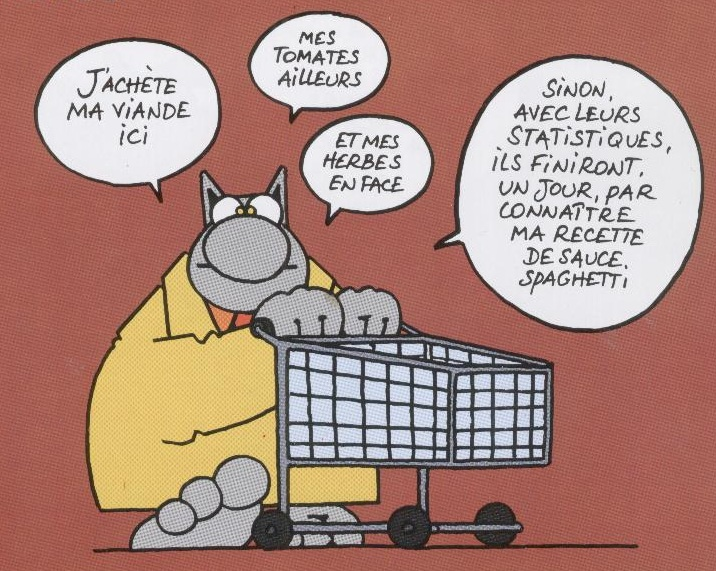 J'ACHÈTE
MA VIANDE
ICI
MES
TOMATES
AILLEURS
ET MES
HERBES
EN FACE
SINON,
AVEC LEURS
STATISTIQUES,
ILS FINIRONT,
UN JOUR, PAR
CONNAÎTRE
MA RECETTE
DE SAUCE
SPAGHETTI